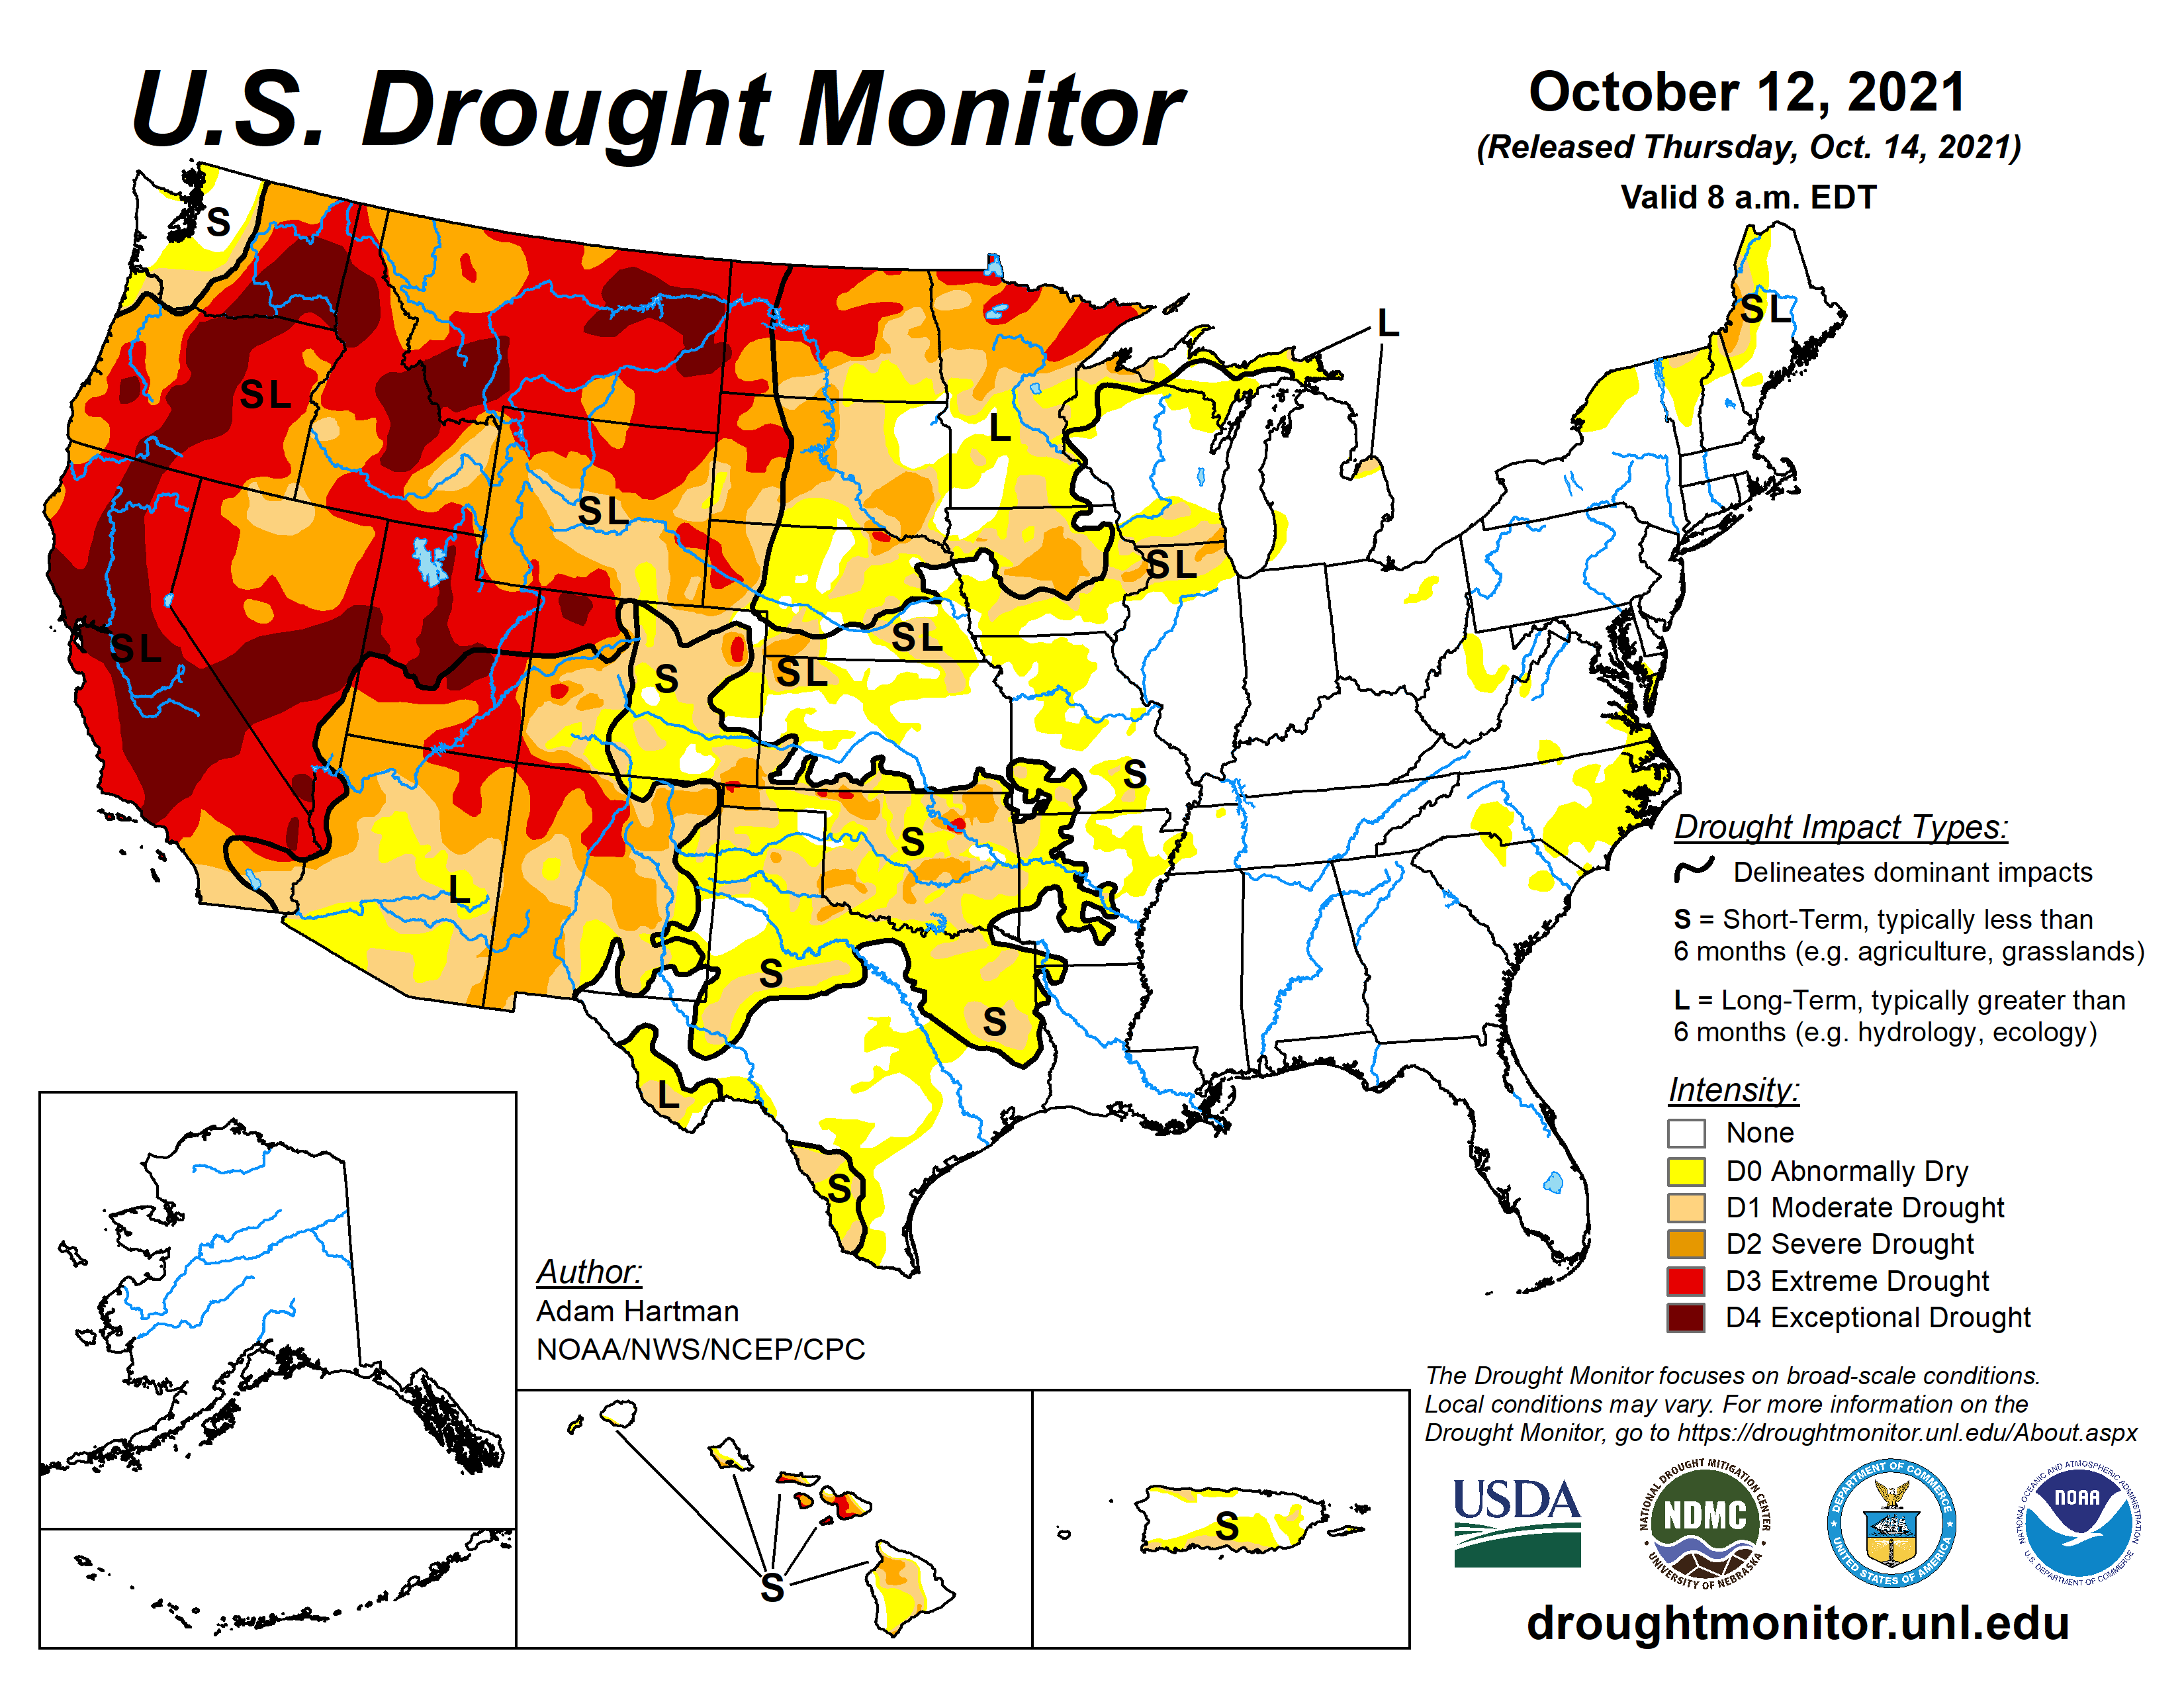 U.S. Drought Monitor
October 12, 2021
(Released Thursday, Oct. 14, 2021)
Valid 8 a.m. EDT
S
SL
L
SL
L
SL
SL
SL
SL
S
SL
S
S
L
S
S
L
S
Drought Impact Types:
Delineates dominant impacts
S = Short-Term, typically less than
6 months (e.g. agriculture, grasslands)
L = Long-Term, typically greater than
6 months (e.g. hydrology, ecology)
Intensity:
None
D0 Abnormally Dry
D1 Moderate Drought
D2 Severe Drought
D3 Extreme Drought
D4 Exceptional Drought
Author:
Adam Hartman
NOAA/NWS/NCEP/CPC
S
S
The Drought Monitor focuses on broad-scale conditions.
Local conditions may vary. For more information on the
Drought Monitor, go to https://droughtmonitor.unl.edu/About.aspx
USDA
NATIONAL DROUGHT MITIGATION CENTER
NDMC
UNIVERSITY OF NEBRASKA
DEPARTMENT OF COMMERCE
UNITED STATES OF AMERICA
NATIONAL OCEANIC AND ATMOSPHERIC ADMINISTRATION
NOAA
U.S. DEPARTMENT OF COMMERCE
droughtmonitor.unl.edu